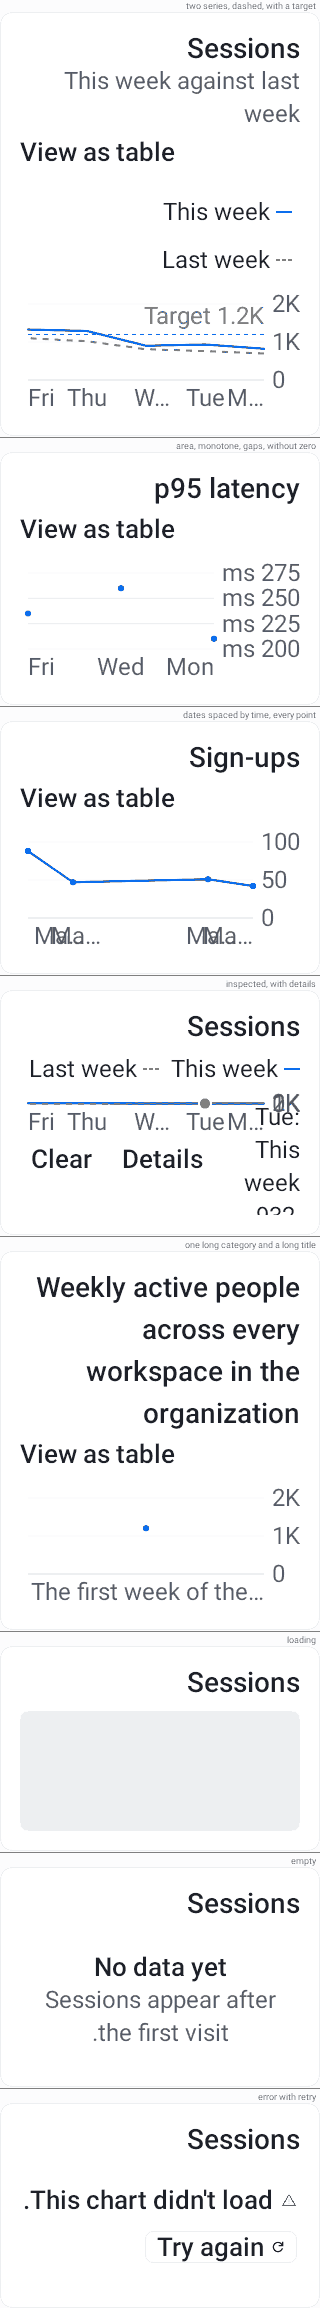 two series, dashed, with a target
Sessions
This week against last
week
View as table
This week
Last week
Target 1.2K
2K
1K
0
Fri Thu W... Tue M...
area, monotone, gaps, without zero
p95 latency
View as table
ms 275
ms 250
ms 225
ms 200
Fri Wed Mon
dates spaced by time, every point
Sign-ups
View as table
100
50
0
Ma... Ma...
inspected, with details
Sessions
Last week This week
Fri Thu W... Tue M...
Tue:
This
week
Clear Details
one long category and a long title
Weekly active people
across every
workspace in the
organization
View as table
2K
1K
0
The first week of the...
loading
Sessions
empty
Sessions
No data yet
Sessions appear after
.the first visit
error with retry
Sessions
.This chart didn't load
Try again